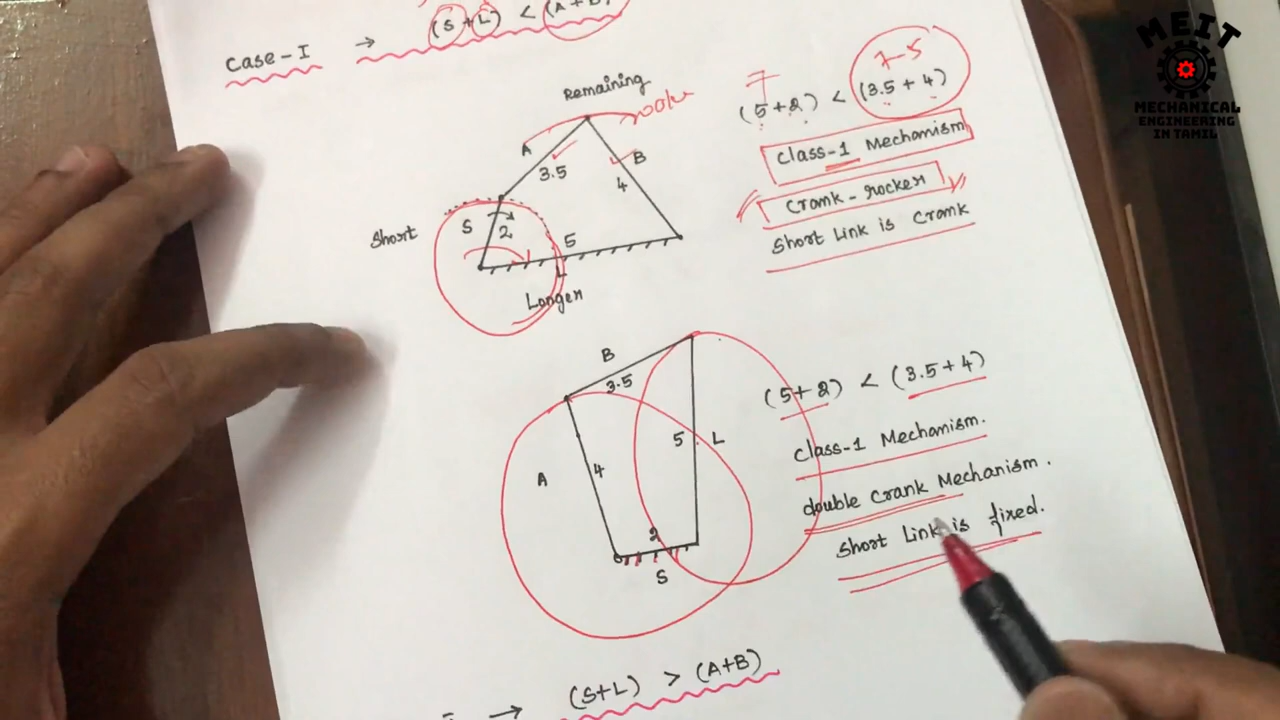 (S+L) < (A+B)
Case-I →
Remaining
rocker
A
3.5
B
4
S
2
5
L
Short
Longer
7
7-5
(5+2) < (3.5+4)
Class-1 Mechanism
Crank-rocker
Short Link is Crank
B
3.5
A
4
5 L
2
S
(5+2) < (3.5+4)
class-1 Mechanism.
double Crank Mechanism.
Short Link is fixed.
→ (S+L) > (A+B)
MEIT
MECHANICAL
ENGINEERING
IN TAMIL